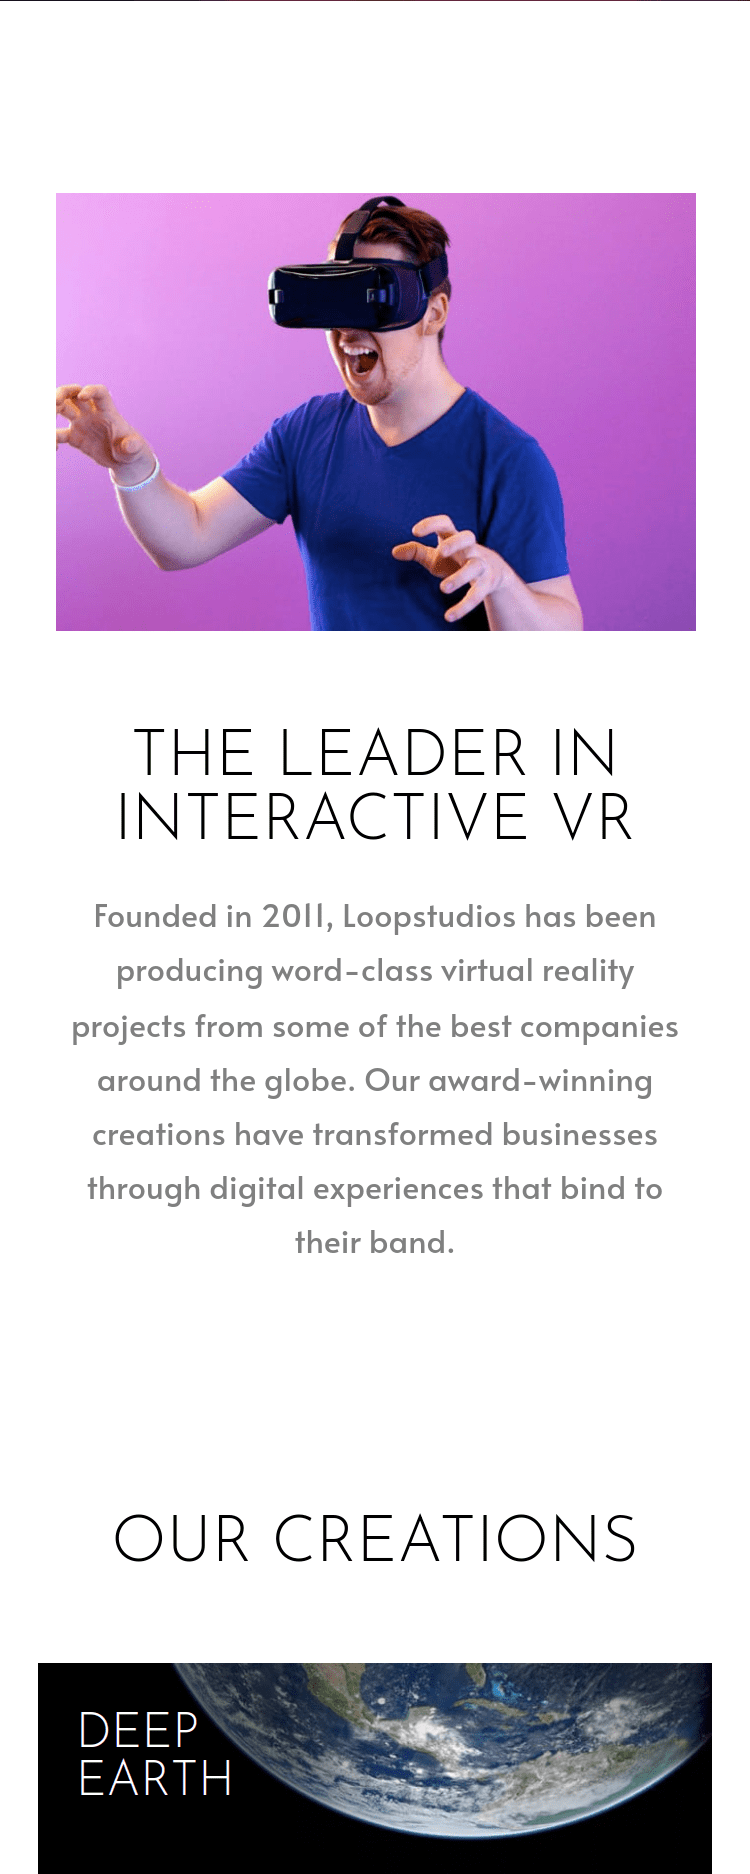 THE LEADER IN
INTERACTIVE VR
Founded in 2011, Loopstudios has been
producing word-class virtual reality
projects from some of the best companies
around the globe. Our award-winning
creations have transformed businesses
through digital experiences that bind to
their band.
OUR CREATIONS
DEEP
EARTH